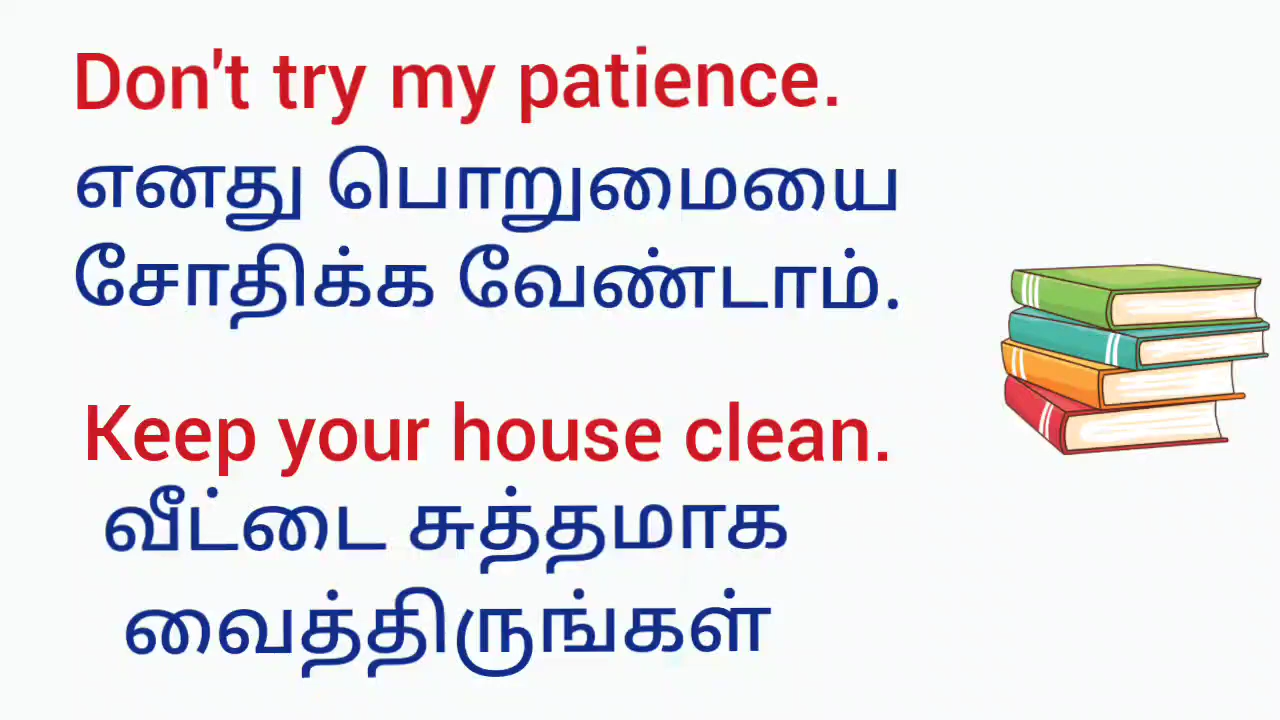 Don't try my patience.
எனது பொறுமையை
சோதிக்க வேண்டாம்.
Keep your house clean.
வீட்டை சுத்தமாக
வைத்திருங்கள்